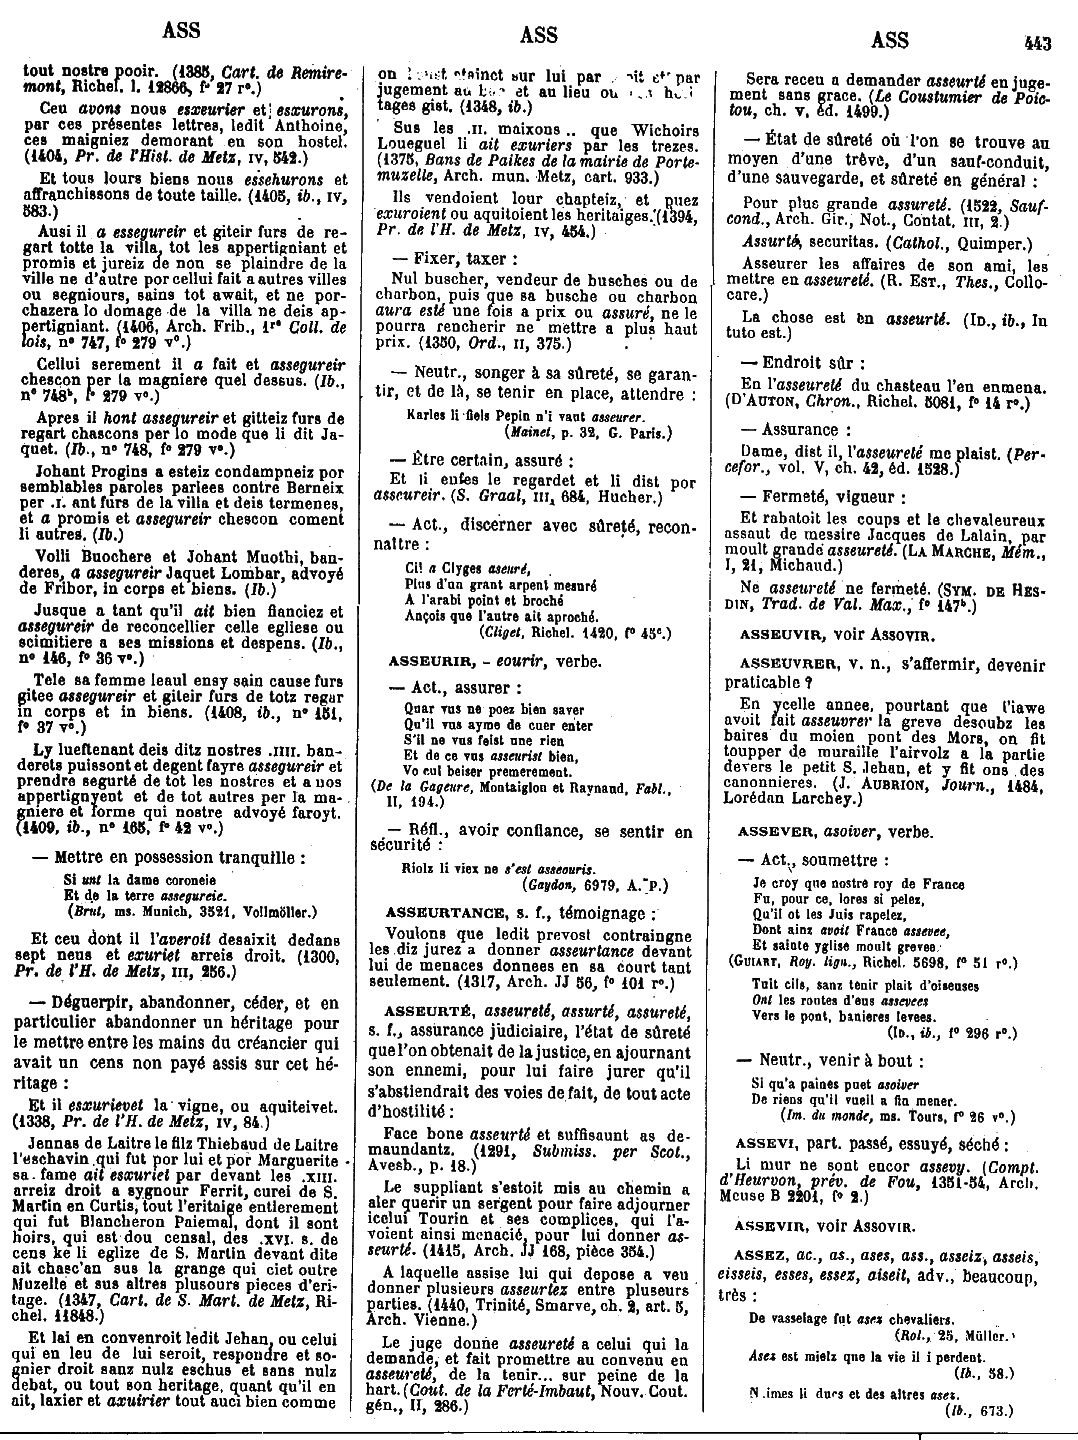 ASS
ASS
ASS
443
tout nostre pooir. (1385, Cart. de Remire-
mont, Richel. l. 12866, f° 27 r°.)
Ceu avons nous esxeurier et esxurons,
par ces présentes lettres, ledit Anthoine,
ces maigniez demorant en son hostel.
(1404, Pr. de l'Hist. de Metz, IV, 542.)
Et tous lours biens nous essehurons et
affranchissons de toute taille. (1405, ib., IV,
583.)
Ausi il a essegureir et giteir furs de re-
gart totte la villa, tot les appertigniant et
promis et jureiz de non se plaindre de la
ville ne d'autre por cellui fait a autres villes
ou segniours, sains tot await, et ne por-
chazera lo domage de la villa ne deis ap-
pertigniant. (1406, Arch. Frib., 1re Coll. de
lois, n° 747, f° 279 v°.)
Cellui serement il a fait et assegureir
chescon per la magniere quel dessus. (Ib.,
n° 748b, f° 279 v°.)
Apres il hont assegureir et gitteiz furs de
regart chascons per lo mode que li dit Ja-
quet. (Ib., n° 748, f° 279 v°.)
Johant Progins a esteiz condampneiz por
semblables paroles parlees contre Berneix
per .I. ant furs de la villa et deis termenes,
et a promis et assegureir chescon coment
li autres. (Ib.)
Volli Buochere et Johant Muothi, ban-
deres, a assegureir Jaquet Lombar, advoyé
de Fribor, in corps et biens. (Ib.)
Jusque a tant qu'il ait bien fianciez et
assegureir de reconcellier celle egliese ou
scimitiere a ses missions et despens. (Ib.,
n° 146, f° 36 v°.)
Tele sa femme leaul ensy sain cause furs
gitee assegureir et giteir furs de totz regar
in corps et in biens. (1408, ib., n° 151,
f° 37 v°.)
Ly lueftenant deis ditz nostres .IIII. ban-
derets puissont et degent fayre assegureir et
prendre segurté de tot les nostres et a nos
appertignyent et de tot autres per la ma-
gniere et forme qui nostre advoyé faroyt.
(1409, ib., n° 165, f° 42 v°.)
— Mettre en possession tranquille :
Si unt la dame coroneie
Et de la terre assegureie.
(Brut, ms. Munich, 3521, Vollmöller.)
Et ceu dont il l'averoit desaixit dedans
sept neus et exuriet arreis droit. (1300,
Pr. de l'H. de Metz, III, 256.)
— Déguerpir, abandonner, céder, et en
particulier abandonner un héritage pour
le mettre entre les mains du créancier qui
avait un cens non payé assis sur cet hé-
ritage :
Et il esxurievet la vigne, ou aquiteivet.
(1338, Pr. de l'H. de Metz, IV, 84.)
Jennas de Laitre le filz Thiebaud de Laitre
l'eschavin qui fut por lui et por Marguerite
sa fame ait esxuriet par devant les .XIII.
arreiz droit a sygnour Ferrit, curei de S.
Martin en Curtis, tout l'eritaige entierement
qui fut Blancheron Paiemal, dont il sont
hoirs, qui est dou censal, des .XVI. s. de
cens ke li eglize de S. Martin devant dite
ait chasc'an sus la grange qui ciet outre
Muzelle et sus altres plusours pieces d'eri-
tage. (1347, Cart. de S. Mart. de Metz, Ri-
chel. 11848.)
Et lai en convenroit ledit Jehan, ou celui
qui en leu de lui seroit, respondre et so-
gnier droit sanz nulz eschus et sans nulz
debat, ou tout son heritage, quant qu'il en
ait, laxier et axuirier tout auci bien comme
on stainct sur lui par et par
jugement au et au lieu ou
tages gist. (1348, ib.)
Sus les .II. maixons .. que Wichoirs
Loueguel li ait exuriers par les trezes.
(1375, Bans de Paikes de la mairie de Porte-
muzelle, Arch. mun. Metz, cart. 933.)
Ils vendoient lour chapteiz, et puez
exuroient ou aquitoient les heritaiges. (1394,
Pr. de l'H. de Metz, IV, 454.)
— Fixer, taxer :
Nul buscher, vendeur de busches ou de
charbon, puis que sa busche ou charbon
aura esté une fois a prix ou assuré, ne le
pourra rencherir ne mettre a plus haut
prix. (1350, Ord., II, 375.)
— Neutr., songer à sa sûreté, se garan-
tir, et de là, se tenir en place, attendre :
Karles li fiels Pepin n'i vaut asseurer.
(Mainet, p. 32, G. Paris.)
— Être certain, assuré :
Et li enfes le regardet et li dist por
asseureir. (S. Graal, III, 684, Hucher.)
— Act., discerner avec sûreté, recon-
naître :
Cil a Clyges aseuré,
Plus d'un grant arpent mesuré
A l'arabi point et broché
Ançois que l'autre ait aproché.
(Cliget, Richel. 1420, f° 45c.)
ASSEURIR, - eourir, verbe.
— Act., assurer :
Quar vus ne poez bien saver
Qu'il vus ayme de cuer enter
S'il ne vus feist une rien
Et de ce vus asseurist bien,
Vo cul beiser premerement.
(De la Gageure, Montaiglon et Raynaud, Fabl.,
II, 194.)
— Réfl., avoir confiance, se sentir en
sécurité :
Riolz li viex ne s'est asseouris.
(Gaydon, 6979, A. P.)
ASSEURTANCE, s. f., témoignage :
Voulons que ledit prevost contraingne
les diz jurez a donner asseurtance devant
lui de menaces donnees en sa court tant
seulement. (1317, Arch. JJ 56, f° 101 r°.)
ASSEURTÉ, asseureté, assurté, assureté,
s. f., assurance judiciaire, l'état de sûreté
que l'on obtenait de la justice, en ajournant
son ennemi, pour lui faire jurer qu'il
s'abstiendrait des voies de fait, de tout acte
d'hostilité :
Face bone asseurté et suffisaunt as de-
maundantz. (1291, Submiss. per Scot.,
Avesb., p. 18.)
Le suppliant s'estoit mis au chemin a
aler querir un sergent pour faire adjourner
icelui Tourin et ses complices, qui l'a-
voient ainsi menacié, pour lui donner as-
seurté. (1415, Arch. JJ 168, pièce 354.)
A laquelle assise lui qui depose a veu
donner plusieurs asseurtez entre pluseurs
parties. (1440, Trinité, Smarve, ch. 2, art. 5,
Arch. Vienne.)
Le juge donne asseureté a celui qui la
demande, et fait promettre au convenu en
asseureté, de la tenir... sur peine de la
hart. (Cout. de la Ferté-Imbaut, Nouv. Cout.
gén., II, 286.)
Sera receu a demander asseurté en juge-
ment sans grace. (Le Coustumier de Poic-
tou, ch. V, éd. 1499.)
— État de sûreté où l'on se trouve au
moyen d'une trêve, d'un sauf-conduit,
d'une sauvegarde, et sûreté en général :
Pour plus grande assureté. (1522, Sauf-
cond., Arch. Gir., Not., Contat, III, 2.)
Assurté, securitas. (Cathol., Quimper.)
Asseurer les affaires de son ami, les
mettre en asseureté. (R. EST., Thes., Collo-
care.)
La chose est en asseurté. (ID., ib., In
tuto est.)
— Endroit sûr :
En l'asseureté du chasteau l'en enmena.
(D'AUTON, Chron., Richel. 5081, f° 14 r°.)
— Assurance :
Dame, dist il, l'asseureté me plaist. (Per-
cefor., vol. V, ch. 42, éd. 1528.)
— Fermeté, vigueur :
Et rabatoit les coups et le chevaleureux
assaut de messire Jacques de Lalain, par
moult grande asseureté. (LA MARCHE, Mém.,
I, 21, Michaud.)
Ne asseureté ne fermeté. (SYM. DE HES-
DIN, Trad. de Val. Max., f° 147b.)
ASSEUVIR, voir ASSOVIR.
ASSEUVRER, v. n., s'affermir, devenir
praticable ?
En ycelle annee, pourtant que l'iawe
avoit fait asseuvrer la greve desoubz les
baires du moien pont des Mors, on fit
toupper de muraille l'airvolz a la partie
devers le petit S. Jehan, et y fit ons des
canonnieres. (J. AUBRION, Journ., 1484,
Lorédan Larchey.)
ASSEVER, asoiver, verbe.
— Act., soumettre :
Je croy que nostre roy de France
Fu, pour ce, lores si pelez,
Qu'il ot les Juis rapelez,
Dont ainz avoit France assevee,
Et sainte yglise moult grevee.
(GUIART, Roy. lign., Richel. 5698, f° 51 r°.)
Tuit cils, sanz tenir plait d'oiseuses
Ont les routes d'eus assevees
Vers le pont, banieres levees.
(ID., ib., f° 296 r°.)
— Neutr., venir à bout :
Si qu'a paines puet asoiver
De riens qu'il vueil a fin mener.
(Im. du monde, ms. Tours, f° 26 v°.)
ASSEVI, part. passé, essuyé, séché :
Li mur ne sont encor assevy. (Compt.
d'Heurvon, prév. de Fou, 1351-54, Arch.
Meuse B 2201, f° 2.)
ASSEVIR, voir ASSOVIR.
ASSEZ, ac., as., ases, ass., asseiz, asseis,
eisseis, esses, essez, aiseit, adv., beaucoup,
très :
De vasselage fut asez chevaliers.
(Rol., 25, Müller.)
Asez est mielz que la vie il i perdent.
(Ib., 58.)
N imes li durs et des altres asez.
(Ib., 673.)